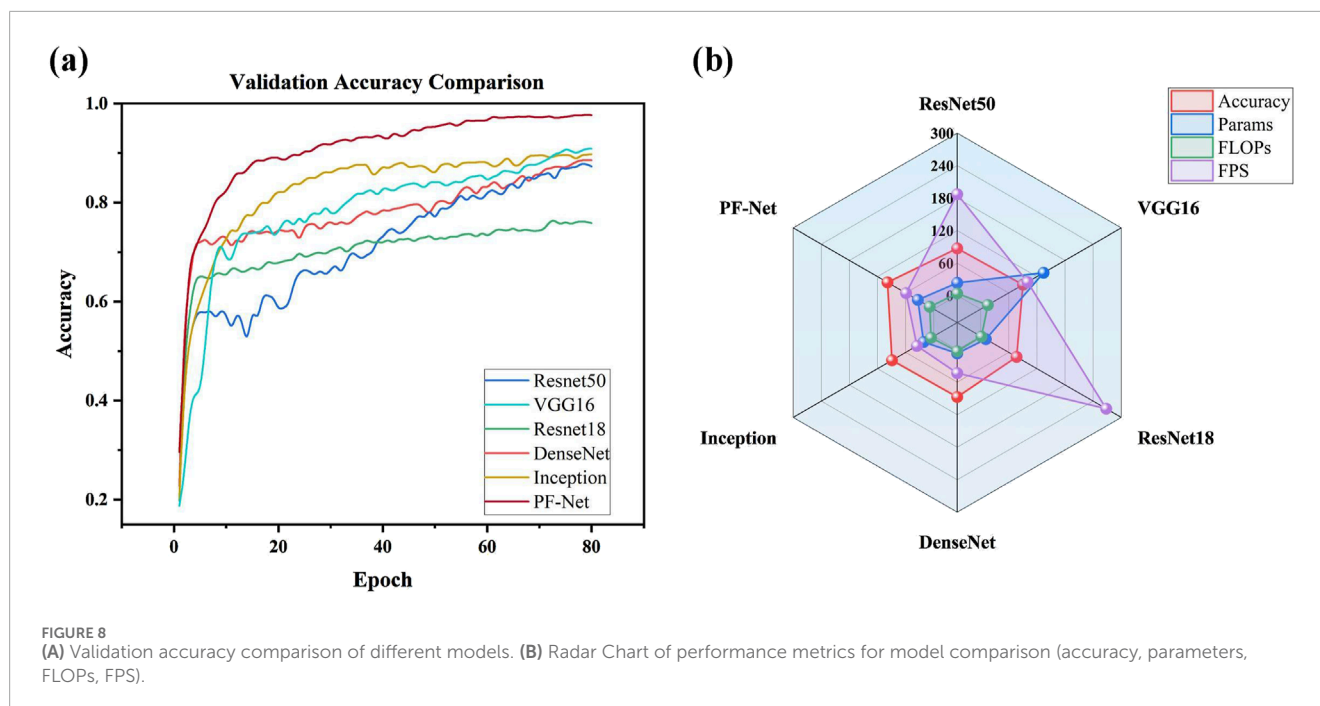 (a)
Validation Accuracy Comparison
1.0
0.8
0.6
0.4
0.2
Accuracy
0
20
40
60
80
Epoch
Resnet50
VGG16
Resnet18
DenseNet
Inception
PF-Net
(b)
ResNet50
300
240
180
120
60
0
PF-Net
VGG16
Inception
ResNet18
DenseNet
Accuracy
Params
FLOPs
FPS
FIGURE 8
(A) Validation accuracy comparison of different models. (B) Radar Chart of performance metrics for model comparison (accuracy, parameters,
FLOPs, FPS).